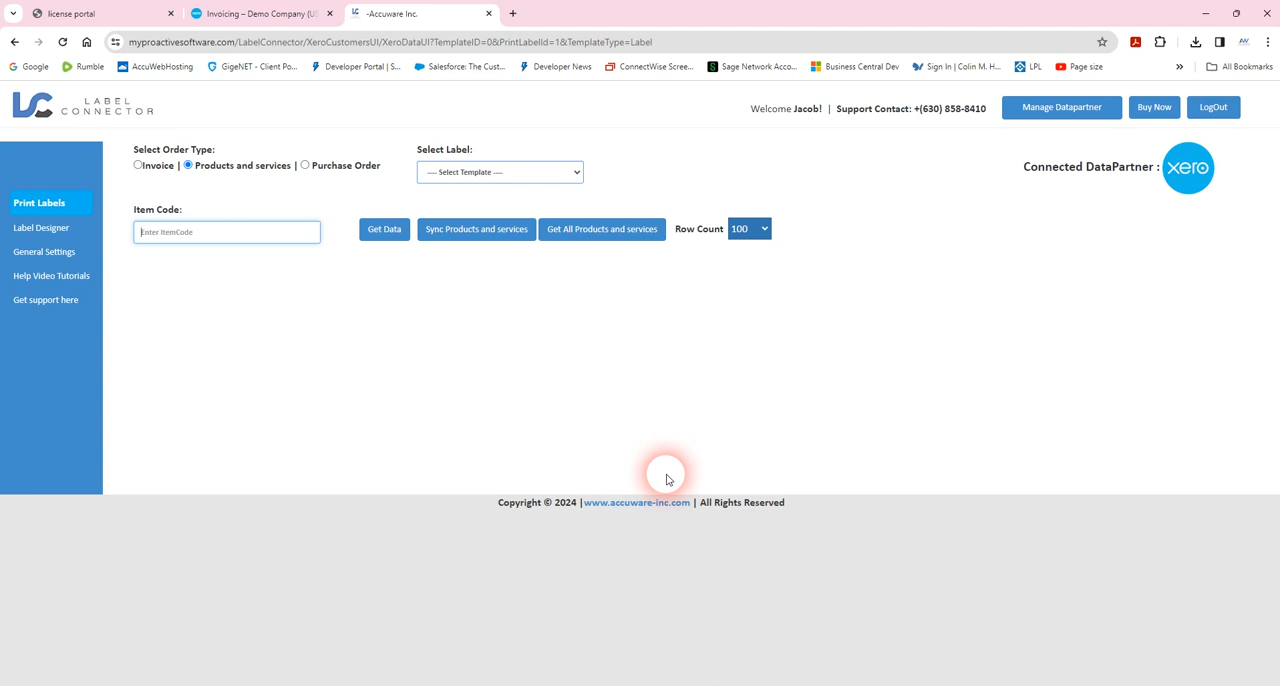 license portal
Invoicing – Demo Company (US
-Accuware Inc.
myproactivesoftware.com/LabelConnector/XeroCustomersUI/XeroDataUI?TemplateID=0&PrintLabelId=1&TemplateType=Label
Google Rumble AccuWebHosting GigeNET - Client Po... Developer Portal | S... Salesforce: The Cust... Developer News ConnectWise Scree... Sage Network Acco... Business Central Dev Sign In | Colin M. H... LPL Page size » All Bookmarks
LC LABEL CONNECTOR
Welcome Jacob! | Support Contact: +(630) 858-8410 Manage Datapartner Buy Now LogOut
Select Order Type: Select Label:
Invoice | Products and services | Purchase Order ---- Select Template ---- Connected DataPartner : xero
Print Labels
Label Designer
General Settings
Help Video Tutorials
Get support here
Item Code:
Enter ItemCode Get Data Sync Products and services Get All Products and services Row Count 100
Copyright © 2024 |www.accuware-inc.com | All Rights Reserved